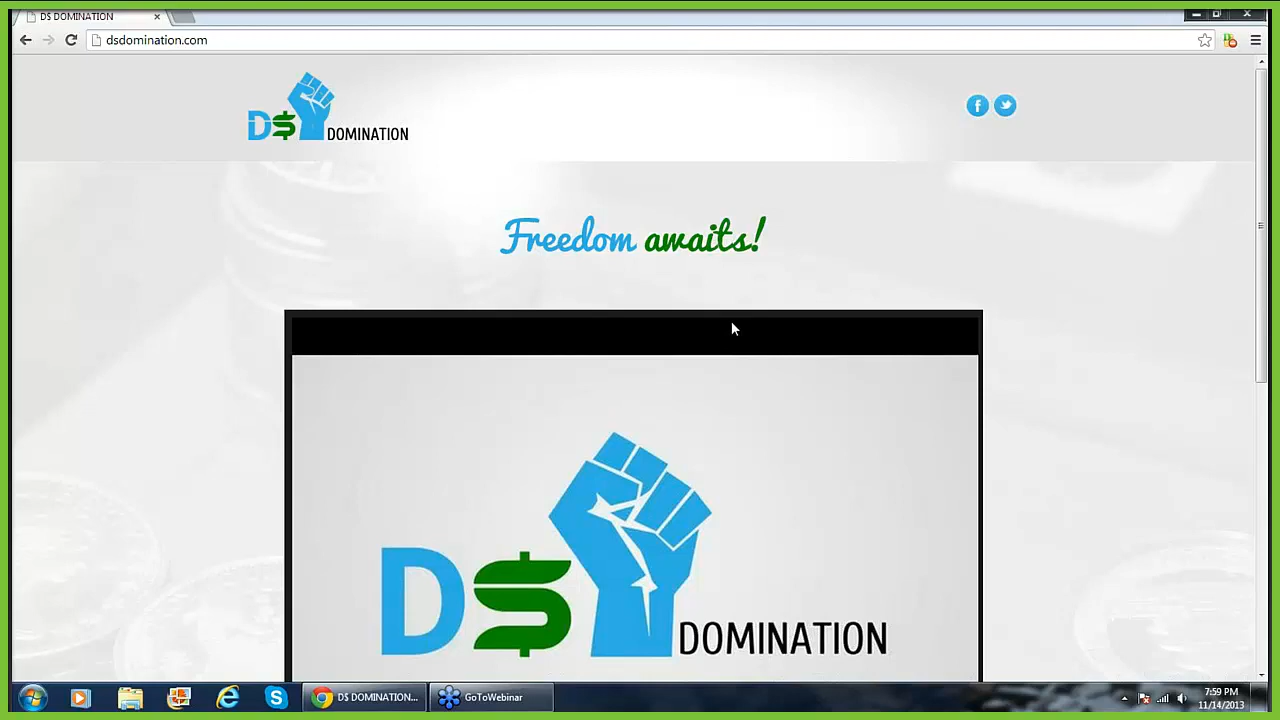 D$ DOMINATION
dsdomination.com
D$ DOMINATION
Freedom awaits!
D$ DOMINATION
D$ DOMINATION...
GoToWebinar
7:59 PM
11/14/2013